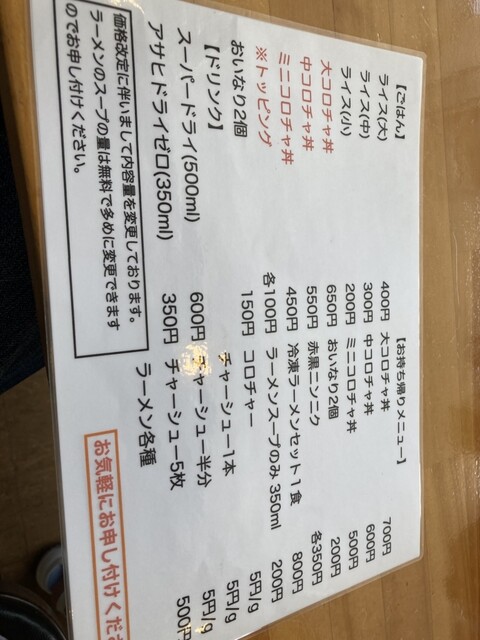 【ごはん】
ライス(大) 400円
ライス(中) 300円
ライス(小) 200円
大コロチャ丼 650円
中コロチャ丼 550円
ミニコロチャ丼 450円
※トッピング 各100円
おいなり2個 150円
【ドリンク】
スーパードライ(500ml) 600円
アサヒドライゼロ(350ml) 350円
価格改定に伴いまして内容量を変更しております。
ラーメンのスープの量は無料で多めに変更できます
のでお申し付けください。
【お持ち帰りメニュー】
大コロチャ丼 700円
中コロチャ丼 600円
ミニコロチャ丼 500円
おいなり2個 200円
赤黒ニンニク 各350円
冷凍ラーメンセット1食 800円
ラーメンスープのみ 350ml 200円
コロチャー 5円/g
チャーシュー1本 5円/g
チャーシュー半分 5円/g
チャーシュー5枚 500円
ラーメン各種
お気軽にお申し付けくだ